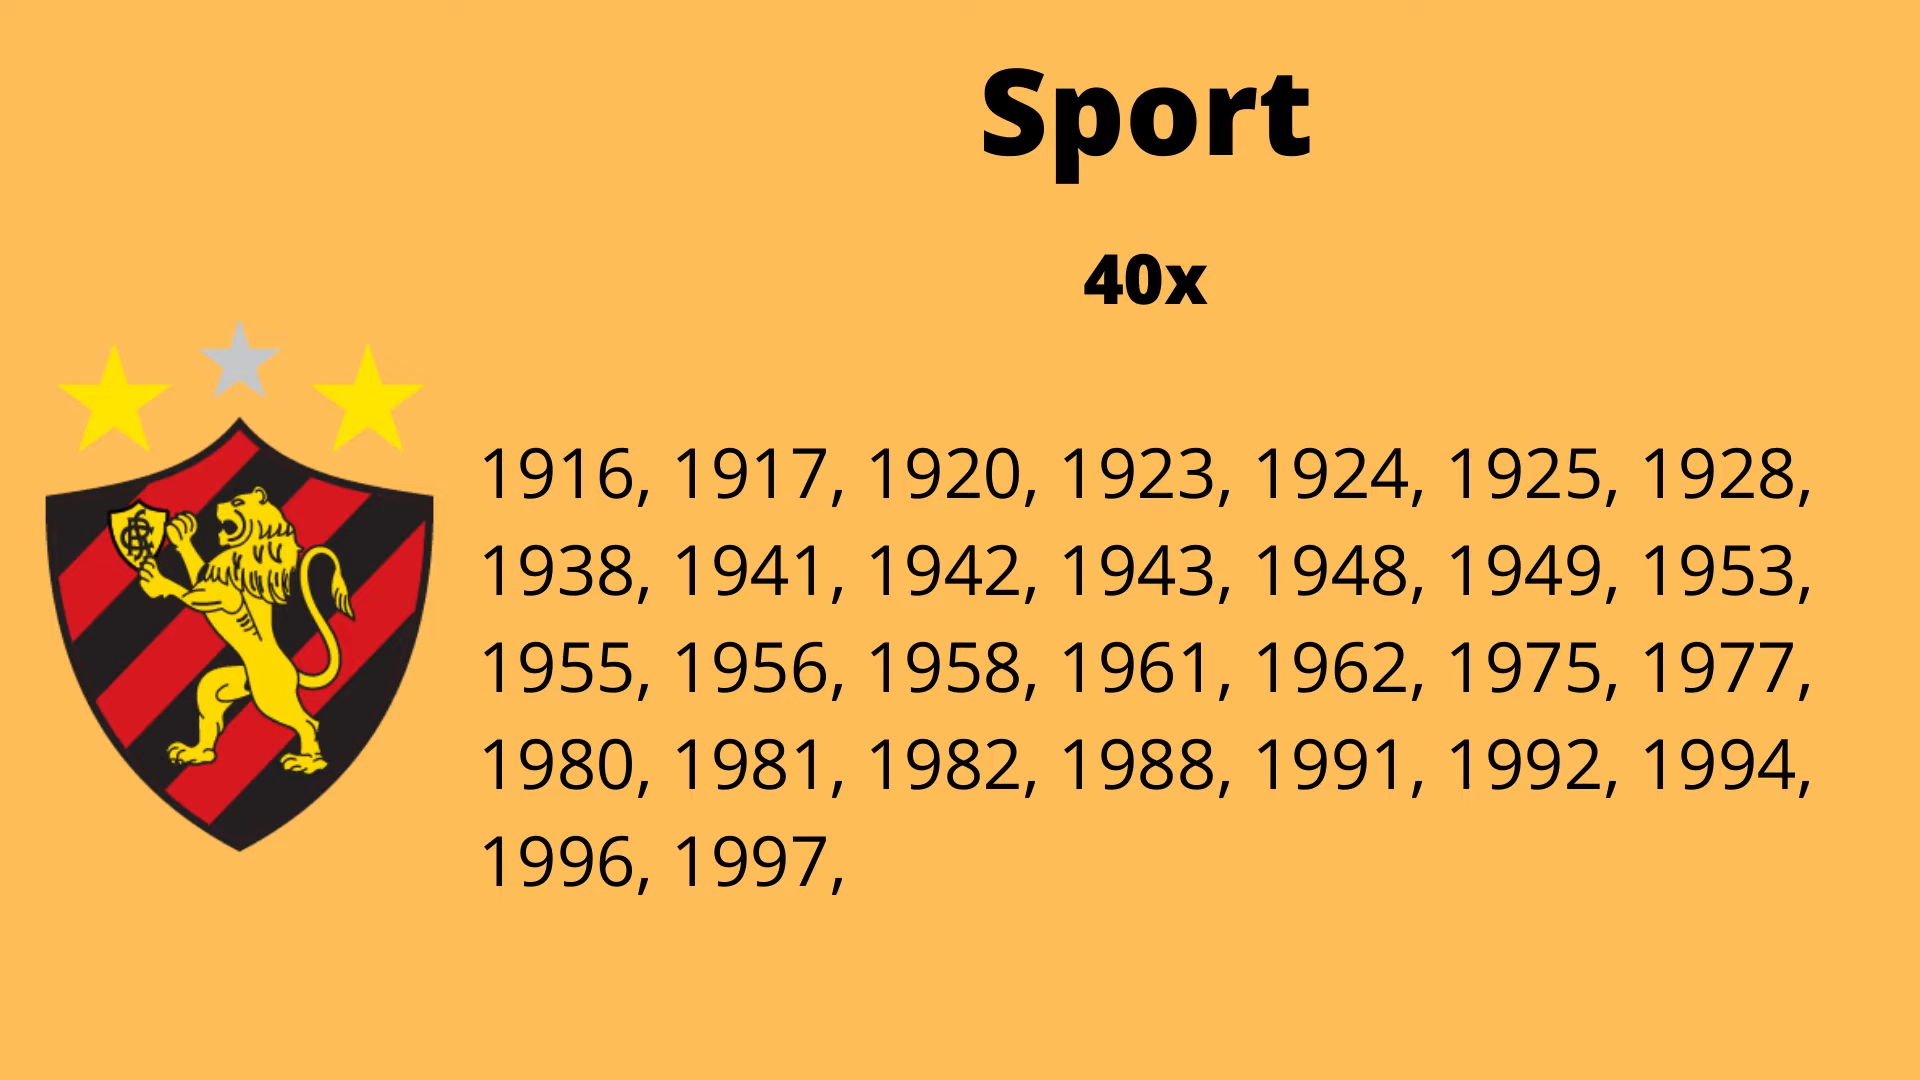 Sport
40x
1916, 1917, 1920, 1923, 1924, 1925, 1928,
1938, 1941, 1942, 1943, 1948, 1949, 1953,
1955, 1956, 1958, 1961, 1962, 1975, 1977,
1980, 1981, 1982, 1988, 1991, 1992, 1994,
1996, 1997,